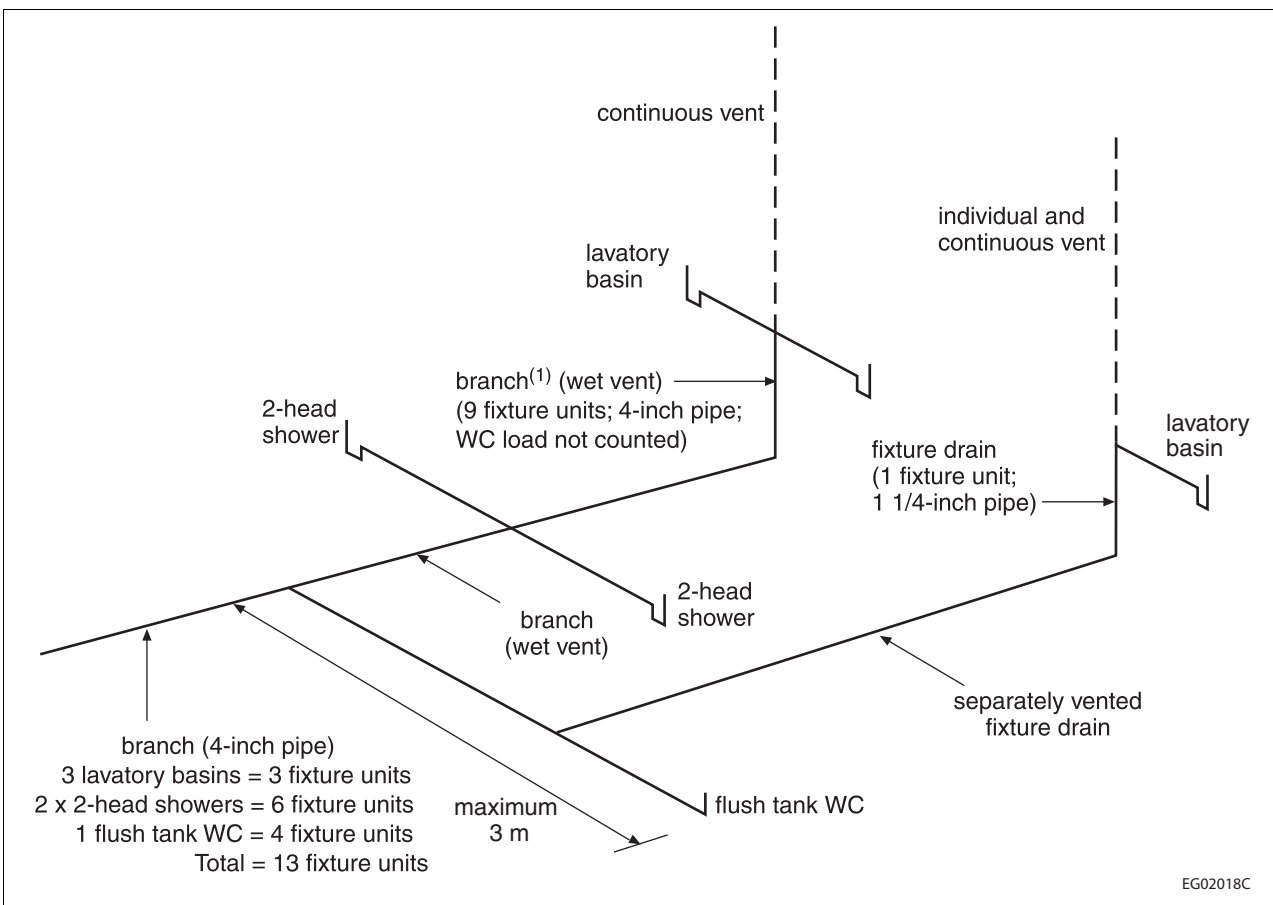 continuous vent
individual and
continuous vent
lavatory
basin
branch(1) (wet vent)
(9 fixture units; 4-inch pipe;
WC load not counted)
2-head
shower
lavatory
basin
fixture drain
(1 fixture unit;
1 1/4-inch pipe)
2-head
shower
branch
(wet vent)
separately vented
fixture drain
branch (4-inch pipe)
3 lavatory basins = 3 fixture units
2 x 2-head showers = 6 fixture units
1 flush tank WC = 4 fixture units
Total = 13 fixture units
maximum
3 m
flush tank WC
EG02018C